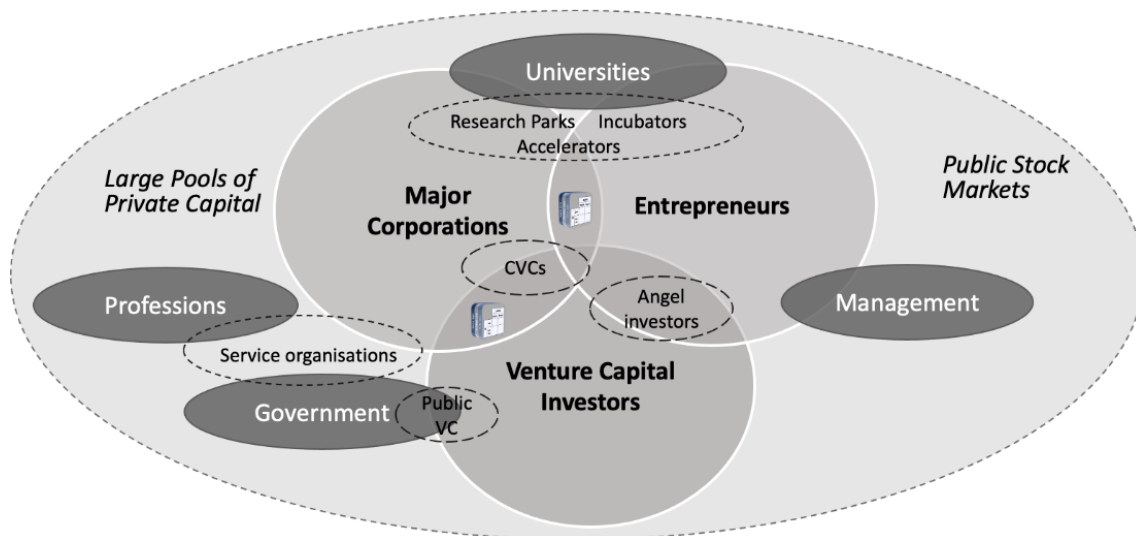 Universities
Research Parks Incubators
Accelerators
Large Pools of
Private Capital
Public Stock
Markets
Major
Corporations
Entrepreneurs
CVCs
Angel
investors
Professions
Management
Service organisations
Venture Capital
Investors
Government
Public
VC